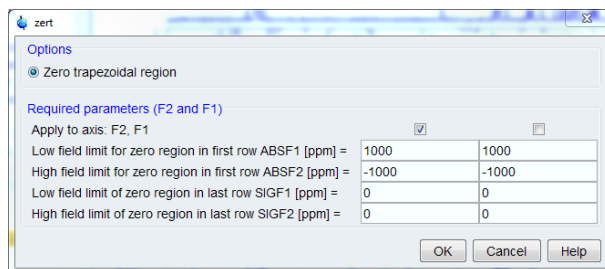 zert
Options
Zero trapezoidal region
Required parameters (F2 and F1)
Apply to axis: F2, F1
Low field limit for zero region in first row ABSF1 [ppm] = 1000 1000
High field limit for zero region in first row ABSF2 [ppm] = -1000 -1000
Low field limit of zero region in last row SIGF1 [ppm] = 0 0
High field limit of zero region in last row SIGF2 [ppm] = 0 0
OK Cancel Help